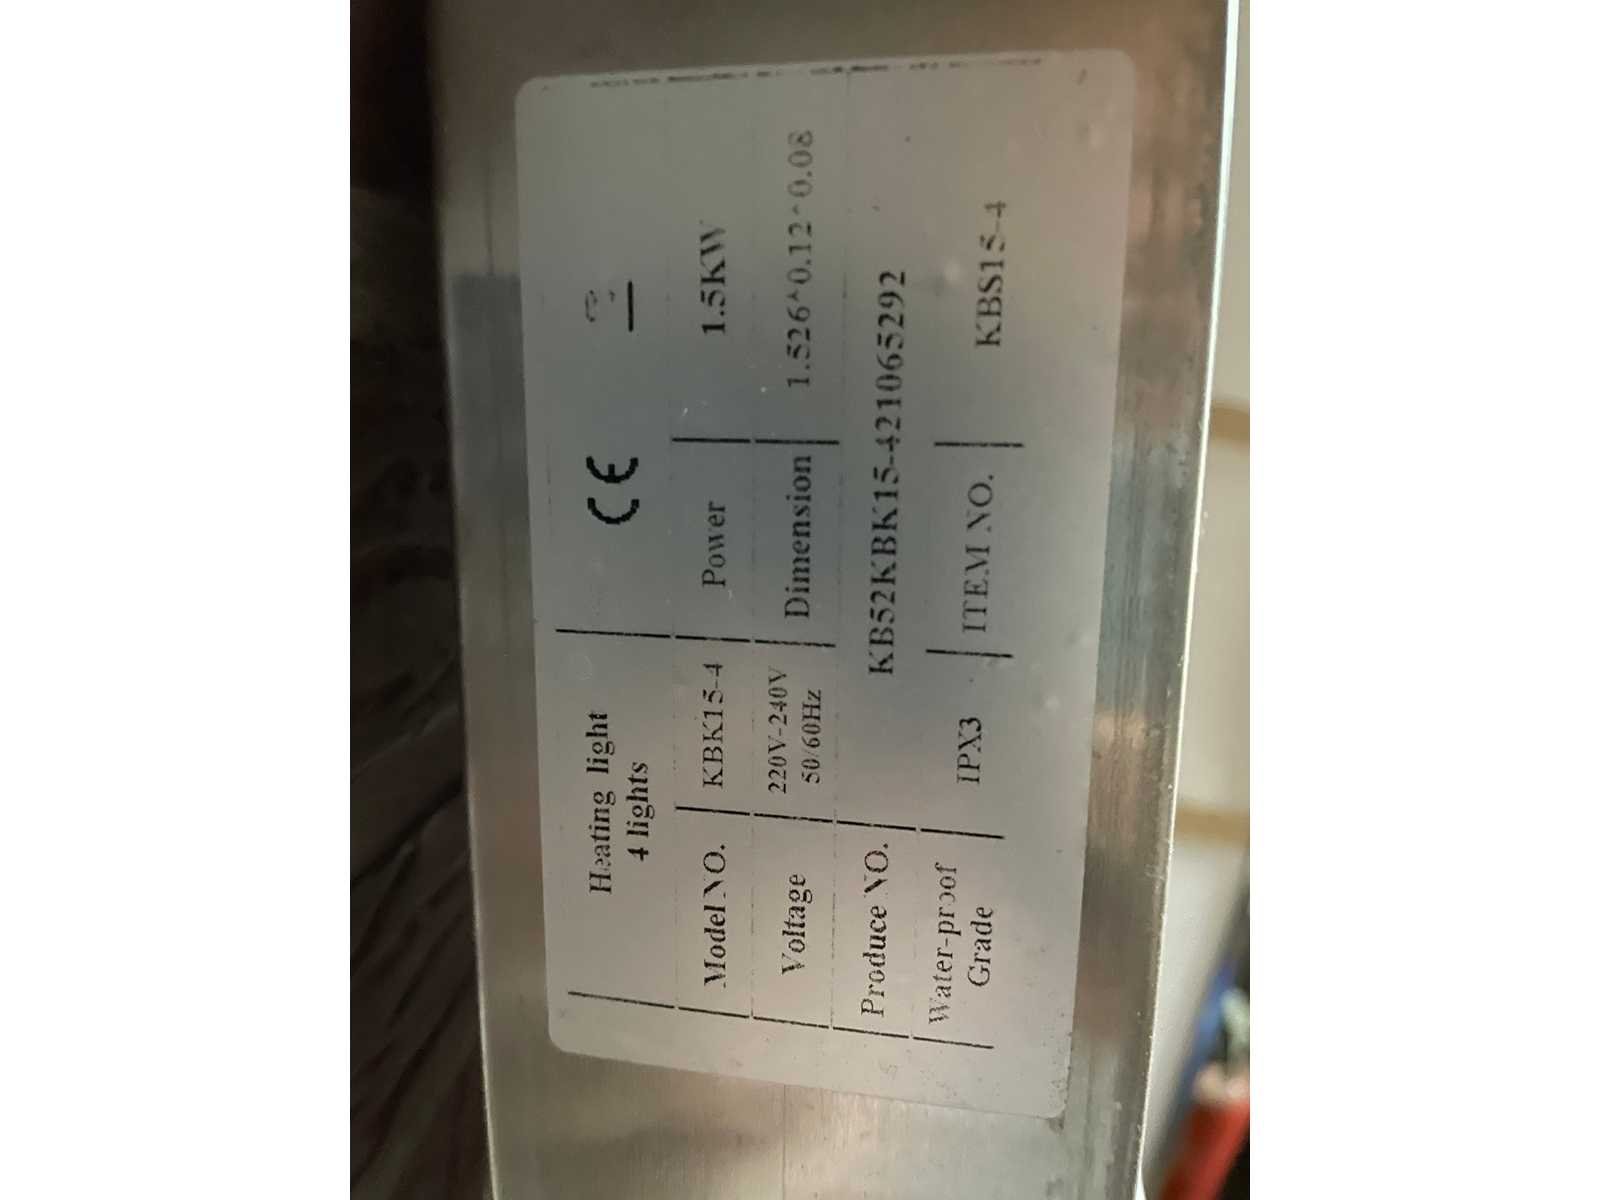 Heating light
4 lights
CE
Model NO.
KBK15-4
Power
1.5KW
Voltage
220V-240V
50/60Hz
Dimension
1.526*0.12*0.08
Produce NO.
KB52KBK15-421065292
Water-proof
Grade
IPX3
ITEM NO.
KBS15-4